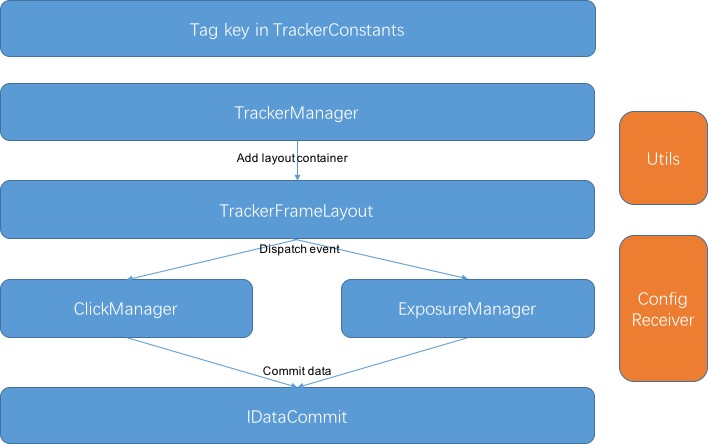 Tag key in TrackerConstants
TrackerManager
Add layout container
TrackerFrameLayout
Dispatch event
ClickManager
ExposureManager
Commit data
IDataCommit
Utils
Config
Receiver